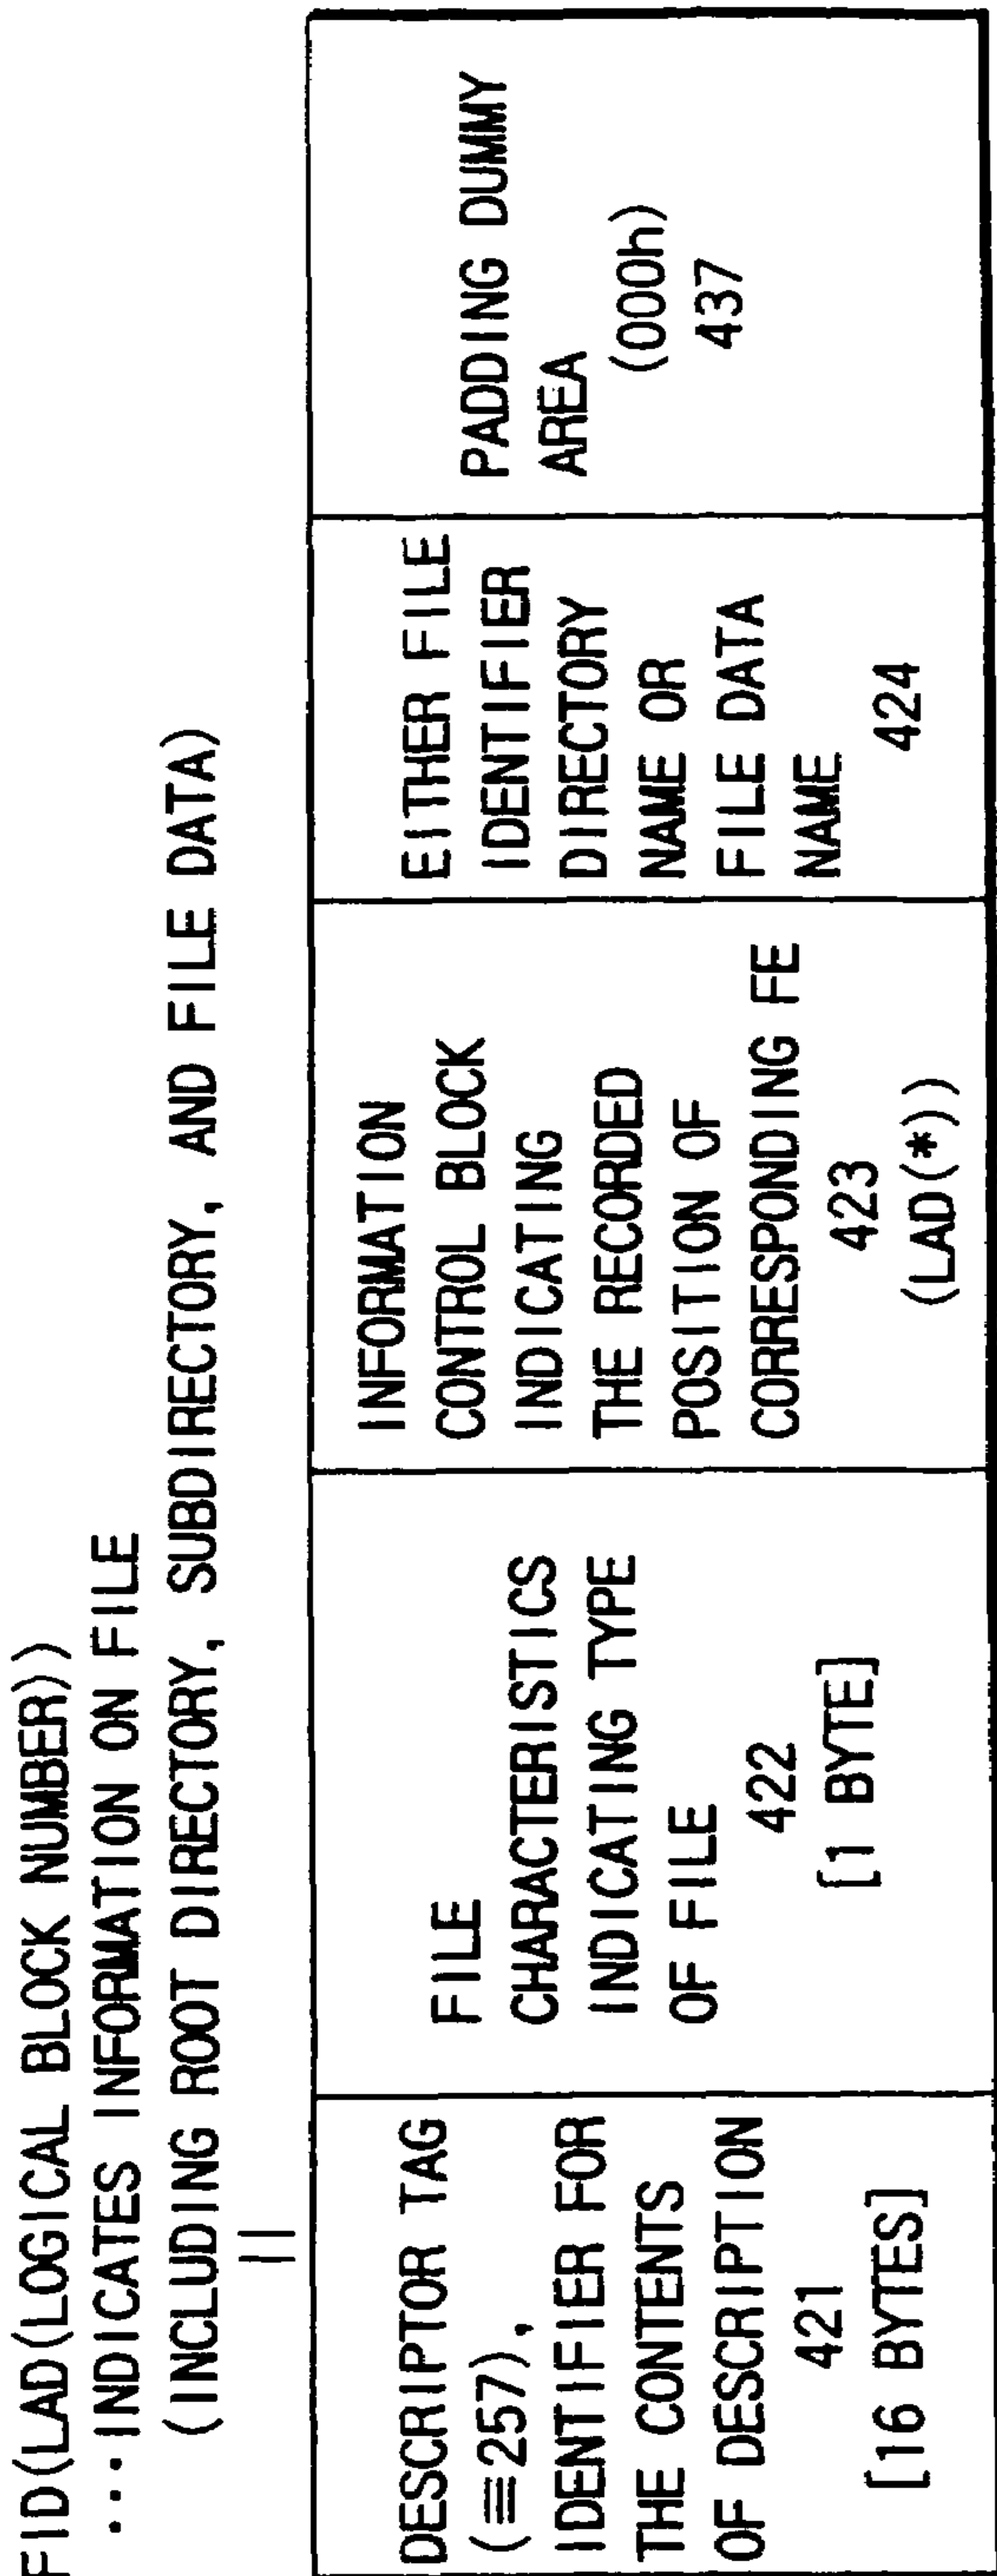 FID(LAD(LOGICAL BLOCK NUMBER))
···INDICATES INFORMATION ON FILE
(INCLUDING ROOT DIRECTORY, SUBDIRECTORY, AND FILE DATA)
||
DESCRIPTOR TAG
(≡257),
IDENTIFIER FOR
THE CONTENTS
OF DESCRIPTION
421
[16 BYTES]
FILE
CHARACTERISTICS
INDICATING TYPE
OF FILE
422
[1 BYTE]
INFORMATION
CONTROL BLOCK
INDICATING
THE RECORDED
POSITION OF
CORRESPONDING FE
423
(LAD(*))
EITHER FILE
IDENTIFIER
DIRECTORY
NAME OR
FILE DATA
NAME
424
PADDING DUMMY
AREA
(000h)
437